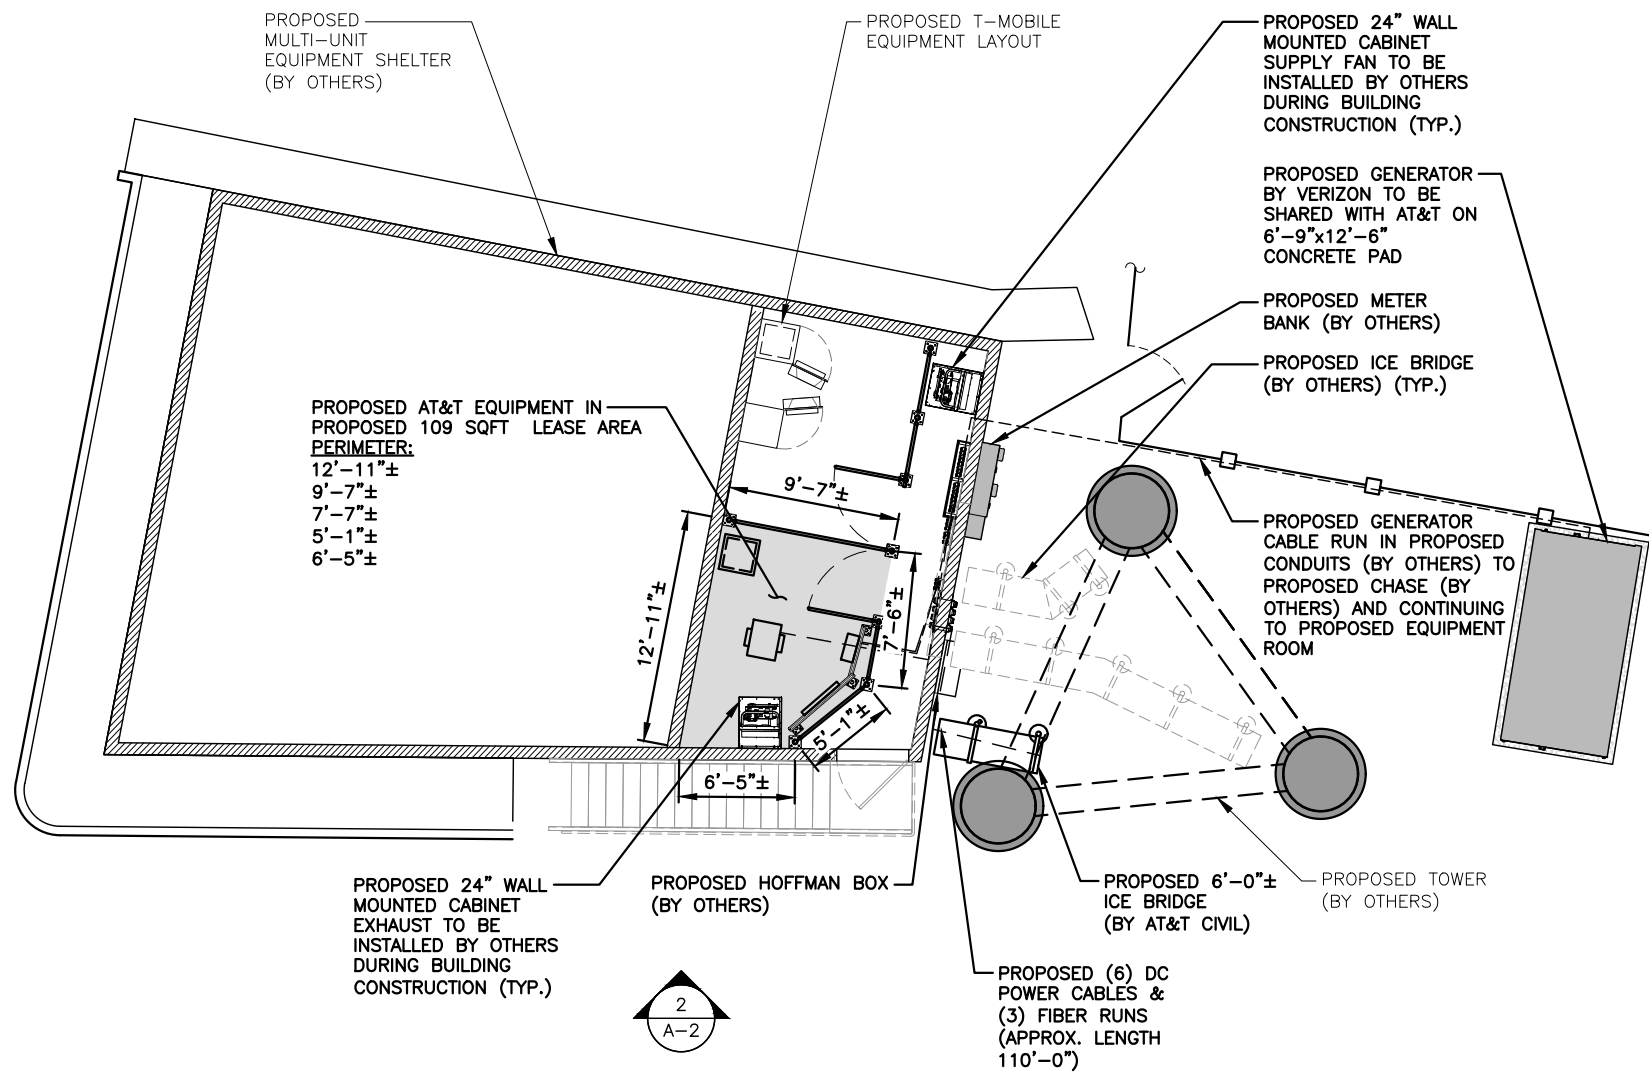 PROPOSED
MULTI-UNIT
EQUIPMENT SHELTER
(BY OTHERS)
PROPOSED T-MOBILE
EQUIPMENT LAYOUT
PROPOSED 24" WALL
MOUNTED CABINET
SUPPLY FAN TO BE
INSTALLED BY OTHERS
DURING BUILDING
CONSTRUCTION (TYP.)
PROPOSED GENERATOR
BY VERIZON TO BE
SHARED WITH AT&T ON
6'-9"x12'-6"
CONCRETE PAD
PROPOSED METER
BANK (BY OTHERS)
PROPOSED ICE BRIDGE
(BY OTHERS) (TYP.)
PROPOSED AT&T EQUIPMENT IN
PROPOSED 109 SQFT LEASE AREA
PERIMETER:
12'-11"±
9'-7"±
7'-7"±
5'-1"±
6'-5"±
9'-7"±
12'-11"±
7'-6"±
5'-1"±
6'-5"±
PROPOSED GENERATOR
CABLE RUN IN PROPOSED
CONDUITS (BY OTHERS) TO
PROPOSED CHASE (BY
OTHERS) AND CONTINUING
TO PROPOSED EQUIPMENT
ROOM
PROPOSED 24" WALL
MOUNTED CABINET
EXHAUST TO BE
INSTALLED BY OTHERS
DURING BUILDING
CONSTRUCTION (TYP.)
PROPOSED HOFFMAN BOX
(BY OTHERS)
PROPOSED 6'-0"±
ICE BRIDGE
(BY AT&T CIVIL)
PROPOSED TOWER
(BY OTHERS)
PROPOSED (6) DC
POWER CABLES &
(3) FIBER RUNS
(APPROX. LENGTH
110'-0")
2
A-2